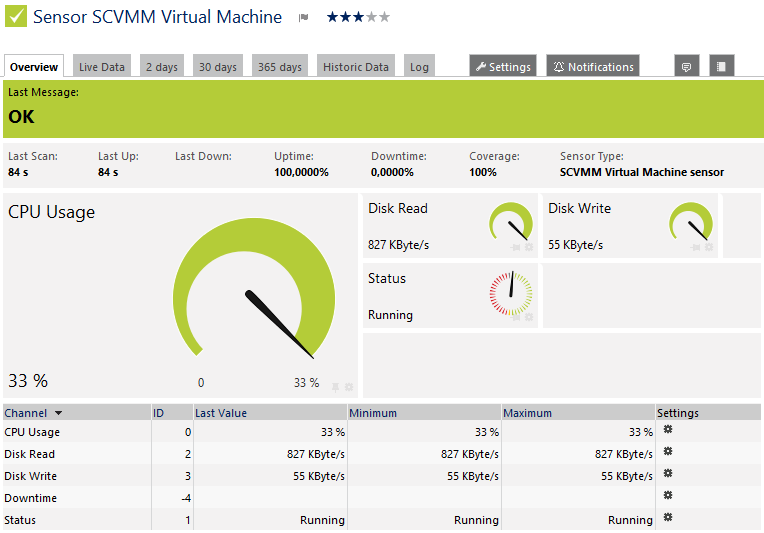 Sensor SCVMM Virtual Machine
Overview Live Data 2 days 30 days 365 days Historic Data Log Settings Notifications
Last Message:
OK
Last Scan: Last Up: Last Down: Uptime: Downtime: Coverage: Sensor Type:
84 s 84 s 100,0000% 0,0000% 100% SCVMM Virtual Machine sensor
CPU Usage
33 %
0 33 %
Disk Read
827 KByte/s
Disk Write
55 KByte/s
Status
Running
Channel ID Last Value Minimum Maximum Settings
CPU Usage 0 33 % 33 % 33 %
Disk Read 2 827 KByte/s 827 KByte/s 827 KByte/s
Disk Write 3 55 KByte/s 55 KByte/s 55 KByte/s
Downtime -4
Status 1 Running Running Running